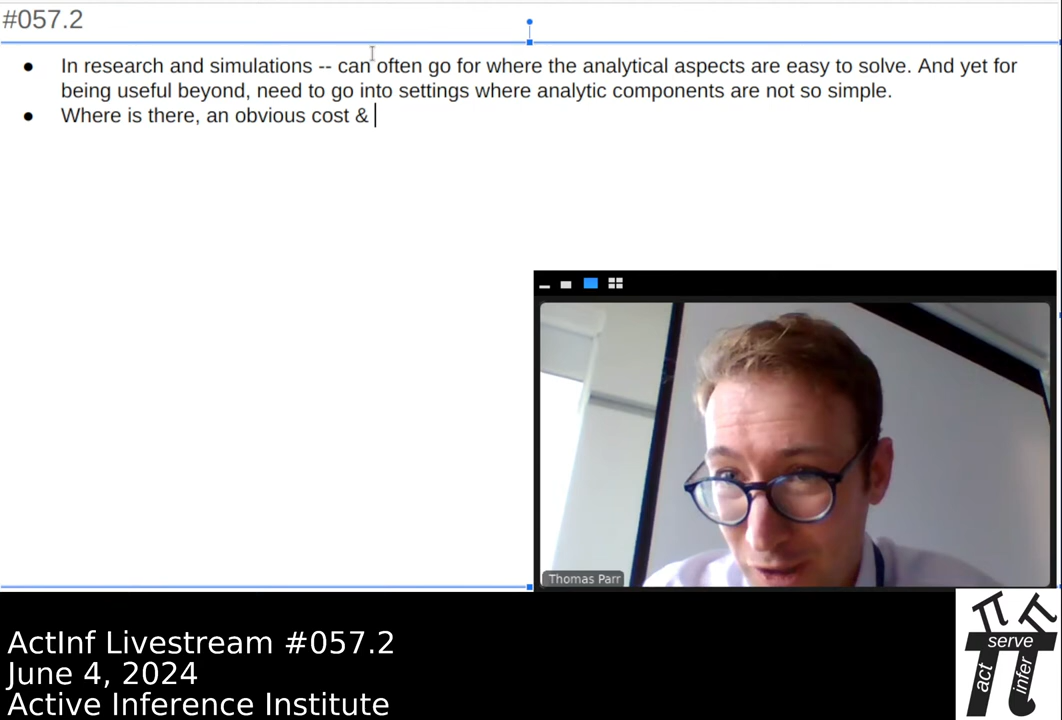 #057.2
● In research and simulations -- can often go for where the analytical aspects are easy to solve. And yet for
being useful beyond, need to go into settings where analytic components are not so simple.
● Where is there, an obvious cost &
Thomas Parr
ActInf Livestream #057.2
June 4, 2024
Active Inference Institute
serve
act
infer